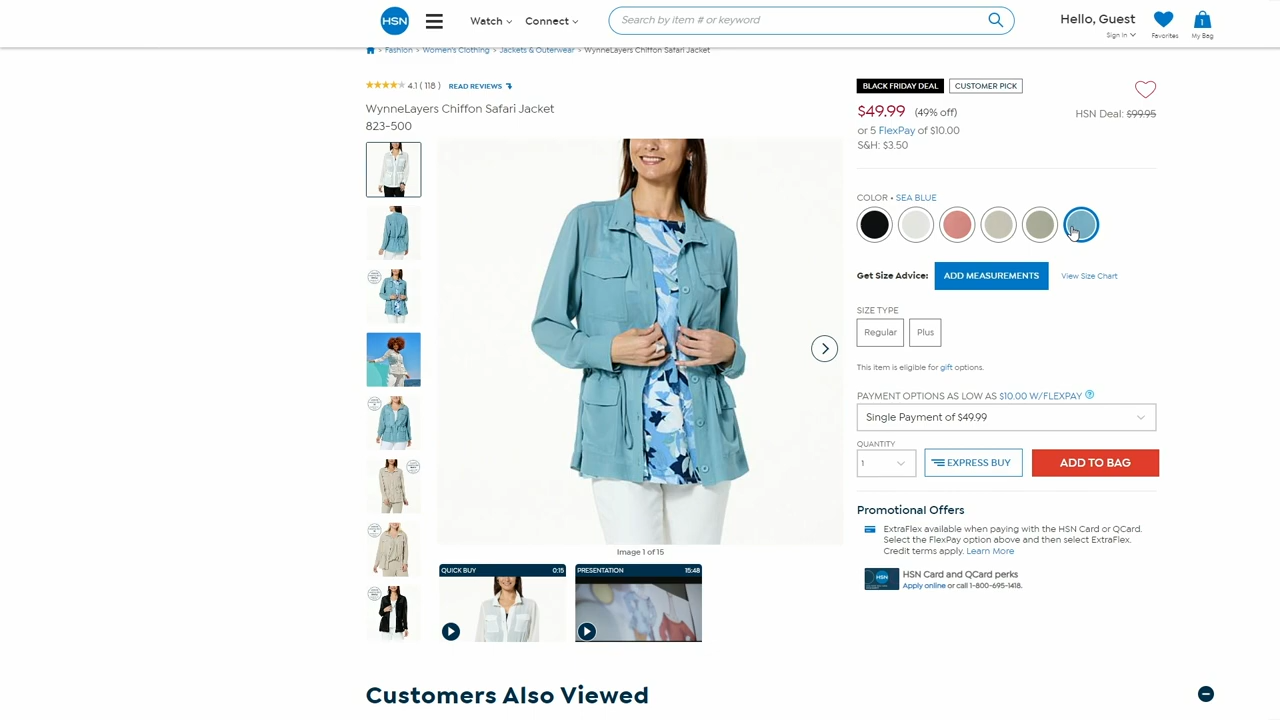 HSN
Watch
Connect
Search by item # or keyword
Hello, Guest
Sign In
Favorites
1
My Bag
> Fashion > Women's Clothing > Jackets & Outerwear > WynneLayers Chiffon Safari Jacket
4.1 ( 118 ) READ REVIEWS
WynneLayers Chiffon Safari Jacket
823-500
Image 1 of 15
QUICK BUY 0:15
PRESENTATION 15:48
BLACK FRIDAY DEAL CUSTOMER PICK
$49.99 (49% off)
HSN Deal: $99.95
or 5 FlexPay of $10.00
S&H: $3.50
COLOR • SEA BLUE
Get Size Advice: ADD MEASUREMENTS View Size Chart
SIZE TYPE
Regular Plus
This item is eligible for gift options.
PAYMENT OPTIONS AS LOW AS $10.00 W/FLEXPAY ?
Single Payment of $49.99
QUANTITY
1
EXPRESS BUY
ADD TO BAG
Promotional Offers
ExtraFlex available when paying with the HSN Card or QCard.
Select the FlexPay option above and then select ExtraFlex.
Credit terms apply. Learn More
HSN
HSN Card and QCard perks
Apply online or call 1-800-695-1418.
Customers Also Viewed